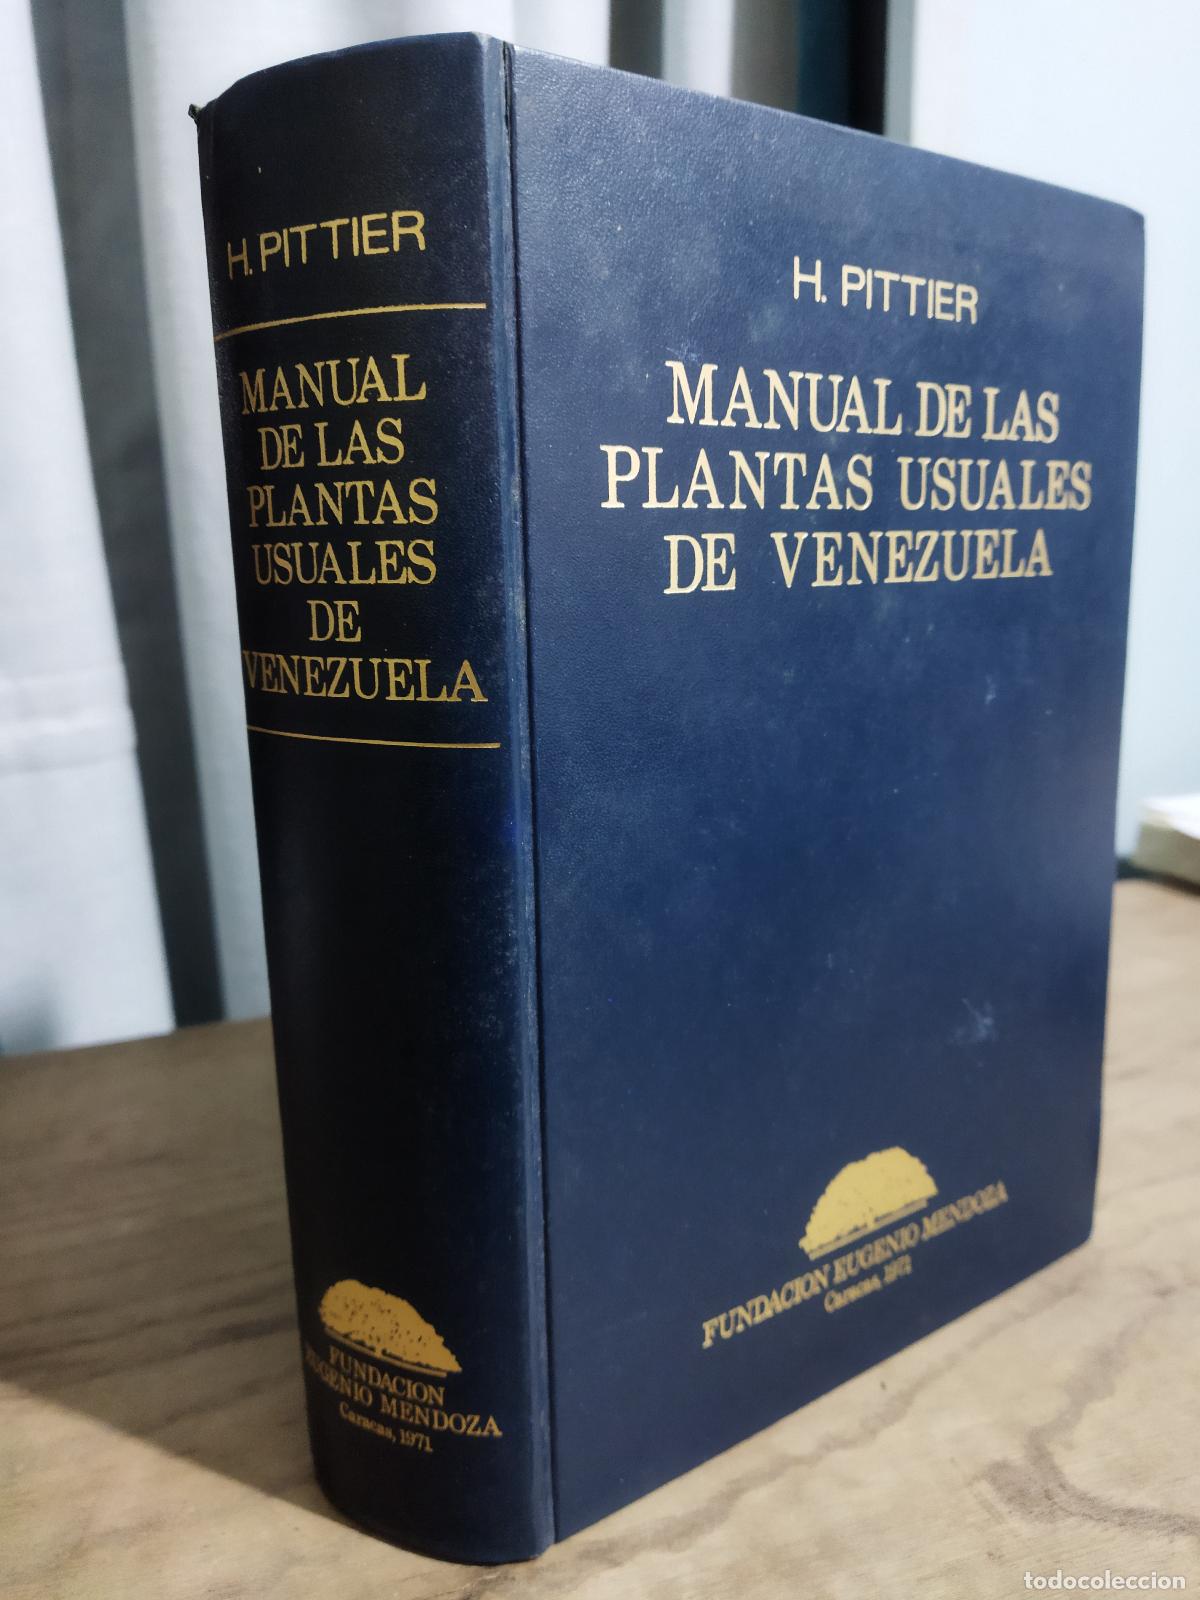 H. PITTIER
MANUAL
DE LAS
PLANTAS
USUALES
DE
VENEZUELA
FUNDACION
EUGENIO MENDOZA
Caracas, 1971
H. PITTIER
MANUAL DE LAS
PLANTAS USUALES
DE VENEZUELA
FUNDACION EUGENIO MENDOZA
Caracas, 1971
todocoleccion